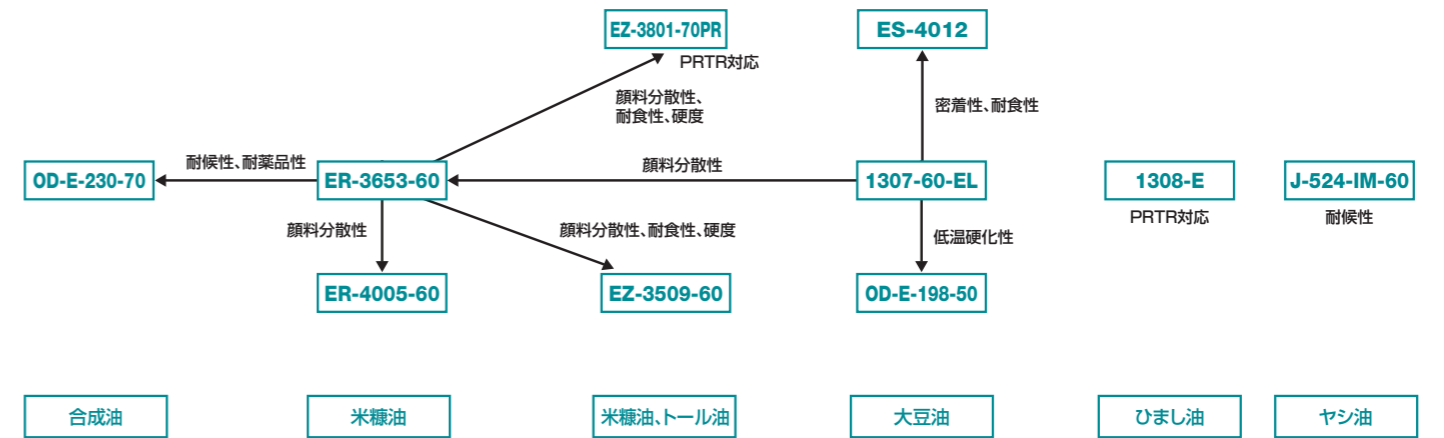 EZ-3801-70PR
ES-4012
PRTR対応
顔料分散性、
耐食性、硬度
密着性、耐食性
耐候性、耐薬品性
顔料分散性
OD-E-230-70
ER-3653-60
1307-60-EL
1308-E
J-524-IM-60
PRTR対応
耐候性
顔料分散性
顔料分散性、耐食性、硬度
低温硬化性
ER-4005-60
EZ-3509-60
OD-E-198-50
合成油
米糠油
米糠油、トール油
大豆油
ひまし油
ヤシ油